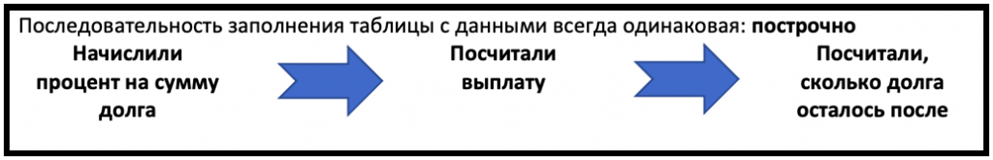 Последовательность заполнения таблицы с данными всегда одинаковая: построчно
Начислили
процент на сумму
долга
Посчитали
выплату
Посчитали,
сколько долга
осталось после